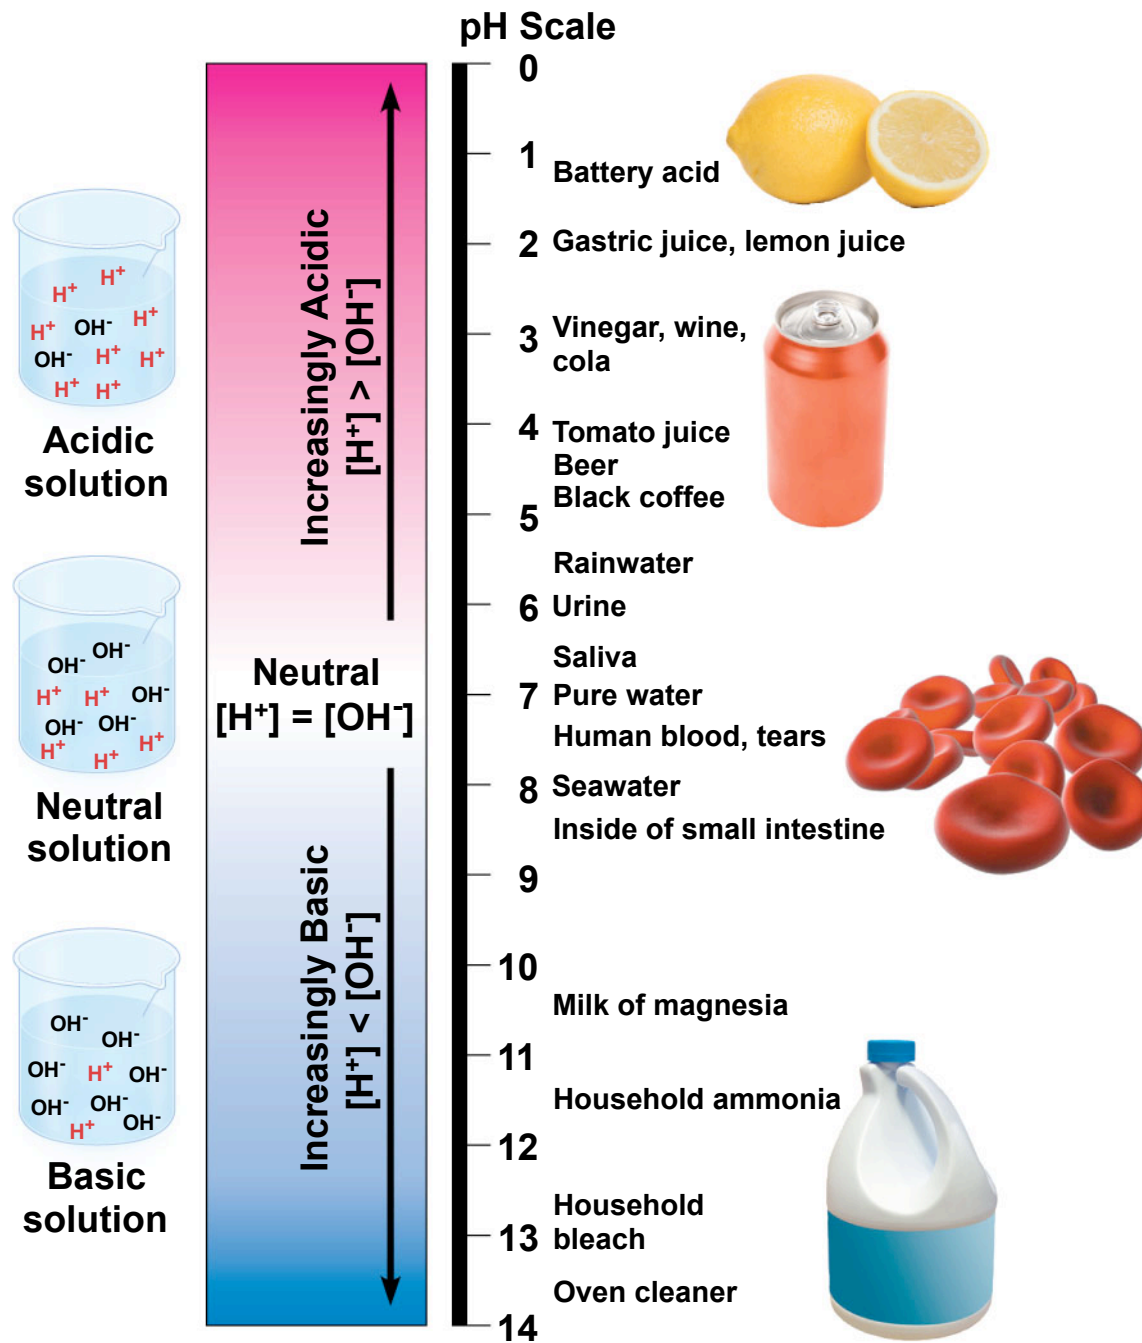 pH Scale
0
1
Battery acid
2
Gastric juice, lemon juice
3
Vinegar, wine,
cola
4
Tomato juice
Beer
Black coffee
5
Rainwater
6
Urine
Saliva
7
Pure water
Human blood, tears
8
Seawater
Inside of small intestine
9
10
Milk of magnesia
11
Household ammonia
12
Household
bleach
13
Oven cleaner
14
Increasingly Acidic
[H⁺] > [OH⁻]
Neutral
[H⁺] = [OH⁻]
Increasingly Basic
[H⁺] < [OH⁻]
H⁺
H⁺
H⁺
OH⁻
H⁺
OH⁻
H⁺
H⁺
H⁺
H⁺
Acidic
solution
OH⁻
OH⁻
H⁺
H⁺
OH⁻
OH⁻
OH⁻
H⁺
H⁺
H⁺
Neutral
solution
OH⁻
OH⁻
OH⁻
H⁺
OH⁻
OH⁻
OH⁻
H⁺
OH⁻
Basic
solution